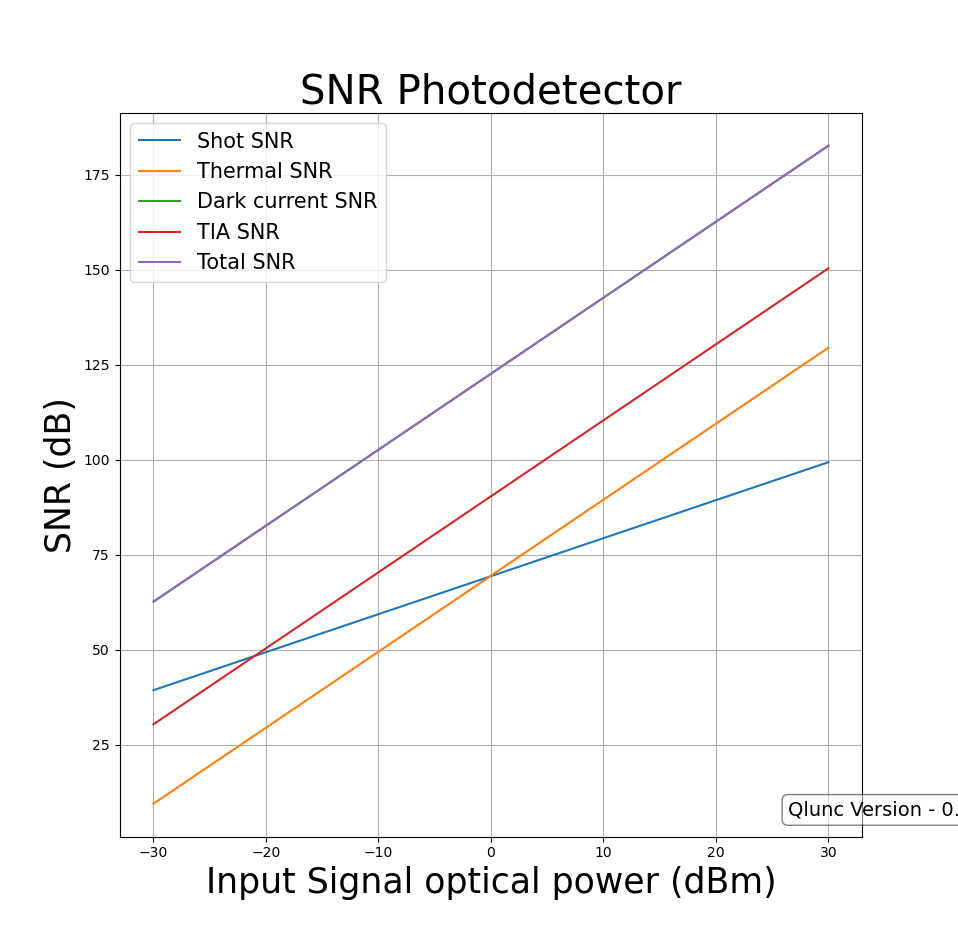 SNR Photodetector
Shot SNR
Thermal SNR
Dark current SNR
TIA SNR
Total SNR
175
150
125
100
75
50
25
SNR (dB)
Qlunc Version - 0.
−30
−20
−10
0
10
20
30
Input Signal optical power (dBm)